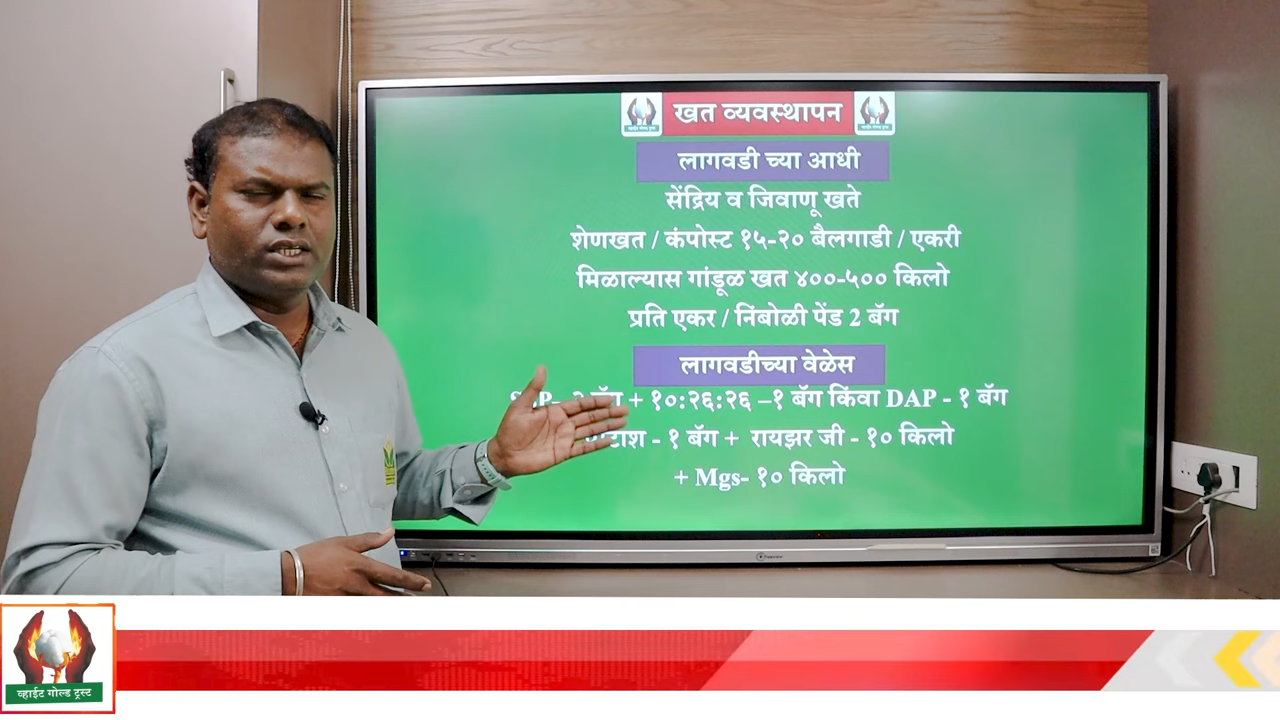 खत व्यवस्थापन
लागवडी च्या आधी
सेंद्रिय व जिवाणू खते
शेणखत / कंपोस्ट १५-२० बैलगाडी / एकरी
मिळाल्यास गांडूळ खत ४००-५०० किलो
प्रति एकर / निंबोळी पेंड 2 बॅग
लागवडीच्या वेळेस
बॅग + १०:२६:२६ –१ बॅग किंवा DAP - १ बॅग
- १ बॅग + रायझर जी - १० किलो
+ Mgs- १० किलो
व्हाईट गोल्ड ट्रस्ट